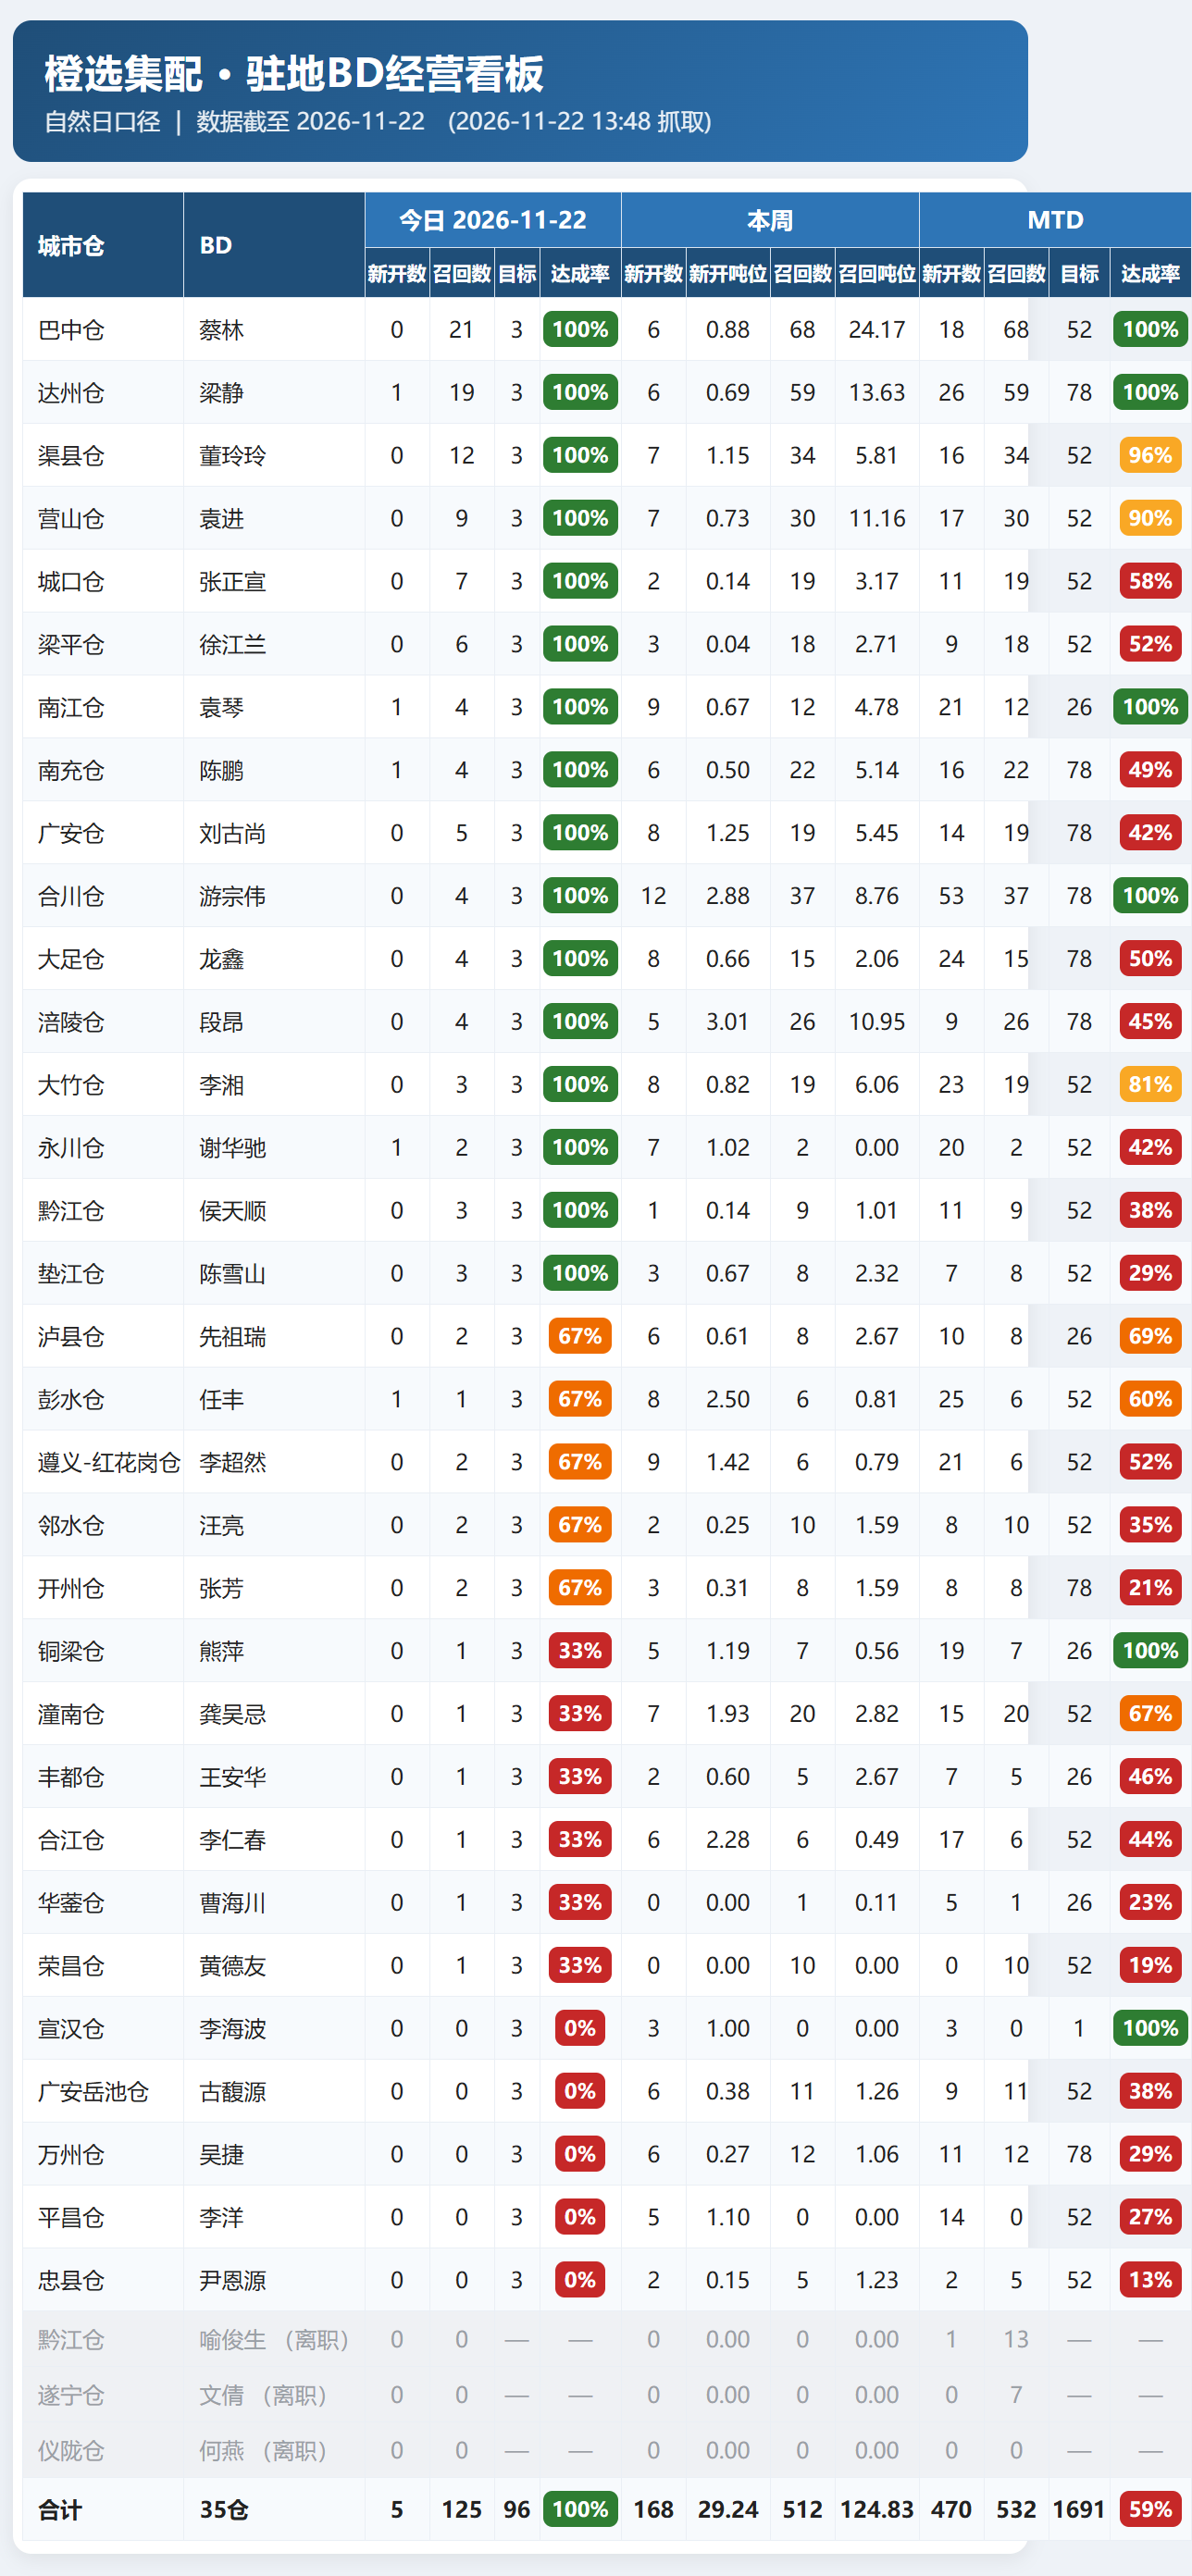 橙选集配 • 驻地BD经营看板
自然日口径 | 数据截至 2026-11-22 (2026-11-22 13:48 抓取)
城市仓 BD 今日 2026-11-22 本周 MTD
新开数 召回数 目标 达成率 新开数 新开吨位 召回数 召回吨位 新开数 召回数 目标 达成率
巴中仓 蔡林 0 21 3 100% 6 0.88 68 24.17 18 68 52 100%
达州仓 梁静 1 19 3 100% 6 0.69 59 13.63 26 59 78 100%
渠县仓 董玲玲 0 12 3 100% 7 1.15 34 5.81 16 34 52 96%
营山仓 袁进 0 9 3 100% 7 0.73 30 11.16 17 30 52 90%
城口仓 张正宣 0 7 3 100% 2 0.14 19 3.17 11 19 52 58%
梁平仓 徐江兰 0 6 3 100% 3 0.04 18 2.71 9 18 52 52%
南江仓 袁琴 1 4 3 100% 9 0.67 12 4.78 21 12 26 100%
南充仓 陈鹏 1 4 3 100% 6 0.50 22 5.14 16 22 78 49%
广安仓 刘古尚 0 5 3 100% 8 1.25 19 5.45 14 19 78 42%
合川仓 游宗伟 0 4 3 100% 12 2.88 37 8.76 53 37 78 100%
大足仓 龙鑫 0 4 3 100% 8 0.66 15 2.06 24 15 78 50%
涪陵仓 段昂 0 4 3 100% 5 3.01 26 10.95 9 26 78 45%
大竹仓 李湘 0 3 3 100% 8 0.82 19 6.06 23 19 52 81%
永川仓 谢华驰 1 2 3 100% 7 1.02 2 0.00 20 2 52 42%
黔江仓 侯天顺 0 3 3 100% 1 0.14 9 1.01 11 9 52 38%
垫江仓 陈雪山 0 3 3 100% 3 0.67 8 2.32 7 8 52 29%
泸县仓 先祖瑞 0 2 3 67% 6 0.61 8 2.67 10 8 26 69%
彭水仓 任丰 1 1 3 67% 8 2.50 6 0.81 25 6 52 60%
遵义-红花岗仓 李超然 0 2 3 67% 9 1.42 6 0.79 21 6 52 52%
邻水仓 汪亮 0 2 3 67% 2 0.25 10 1.59 8 10 52 35%
开州仓 张芳 0 2 3 67% 3 0.31 8 1.59 8 8 78 21%
铜梁仓 熊萍 0 1 3 33% 5 1.19 7 0.56 19 7 26 100%
潼南仓 龚吴忌 0 1 3 33% 7 1.93 20 2.82 15 20 52 67%
丰都仓 王安华 0 1 3 33% 2 0.60 5 2.67 7 5 26 46%
合江仓 李仁春 0 1 3 33% 6 2.28 6 0.49 17 6 52 44%
华蓥仓 曹海川 0 1 3 33% 0 0.00 1 0.11 5 1 26 23%
荣昌仓 黄德友 0 1 3 33% 0 0.00 10 0.00 0 10 52 19%
宣汉仓 李海波 0 0 3 0% 3 1.00 0 0.00 3 0 1 100%
广安岳池仓 古馥源 0 0 3 0% 6 0.38 11 1.26 9 11 52 38%
万州仓 吴捷 0 0 3 0% 6 0.27 12 1.06 11 12 78 29%
平昌仓 李洋 0 0 3 0% 5 1.10 0 0.00 14 0 52 27%
忠县仓 尹恩源 0 0 3 0% 2 0.15 5 1.23 2 5 52 13%
黔江仓 喻俊生 （离职） 0 0 — — 0 0.00 0 0.00 1 13 — —
遂宁仓 文倩 （离职） 0 0 — — 0 0.00 0 0.00 0 7 — —
仪陇仓 何燕 （离职） 0 0 — — 0 0.00 0 0.00 0 0 — —
合计 35仓 5 125 96 100% 168 29.24 512 124.83 470 532 1691 59%